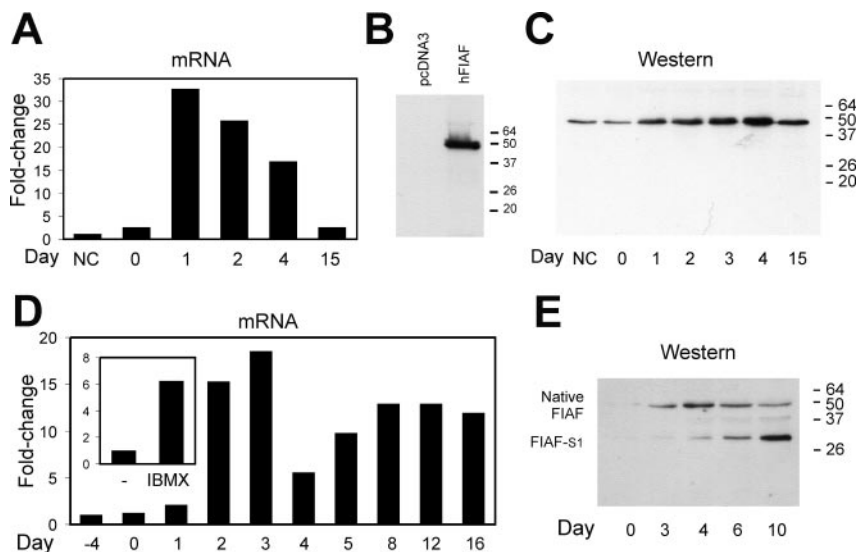 A
mRNA
Fold-change
35
30
25
20
15
10
5
0
Day NC 0 1 2 4 15
B
pcDNA3 hFIAF
- 64
- 50
- 37
- 26
- 20
C
Western
- 64
- 50
- 37
- 26
- 20
Day NC 0 1 2 3 4 15
D
mRNA
Fold-change
20
15
10
5
0
8
6
4
2
0
- IBMX
Day -4 0 1 2 3 4 5 8 12 16
E
Western
Native
FIAF
FIAF-S1
- 64
- 50
- 37
- 26
Day 0 3 4 6 10